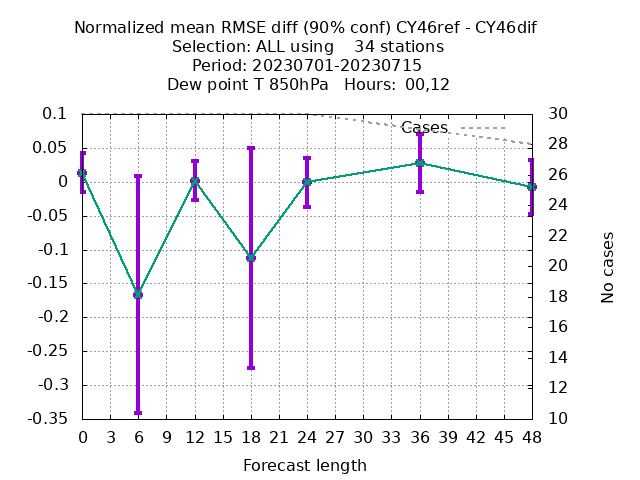 Normalized mean RMSE diff (90% conf) CY46ref - CY46dif
Selection: ALL using    34 stations
Period: 20230701-20230715
Dew point T 850hPa   Hours:  00,12
0.1
0.05
0
-0.05
-0.1
-0.15
-0.2
-0.25
-0.3
-0.35
Cases
30
28
26
24
22
20
18
16
14
12
10
No cases
0 3 6 9 12 15 18 21 24 27 30 33 36 39 42 45 48
Forecast length